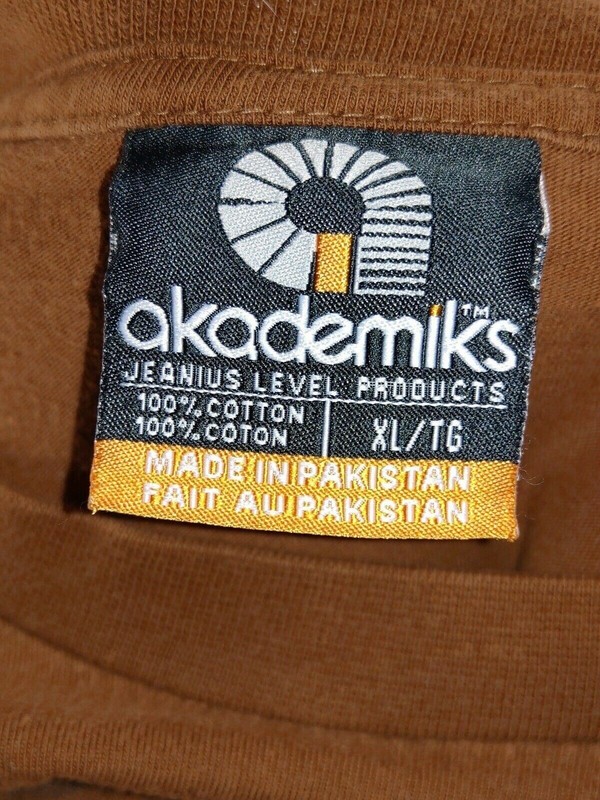 akademiks™
JEANIUS LEVEL PRODUCTS
100% COTTON
100% COTON
XL/TG
MADE IN PAKISTAN
FAIT AU PAKISTAN